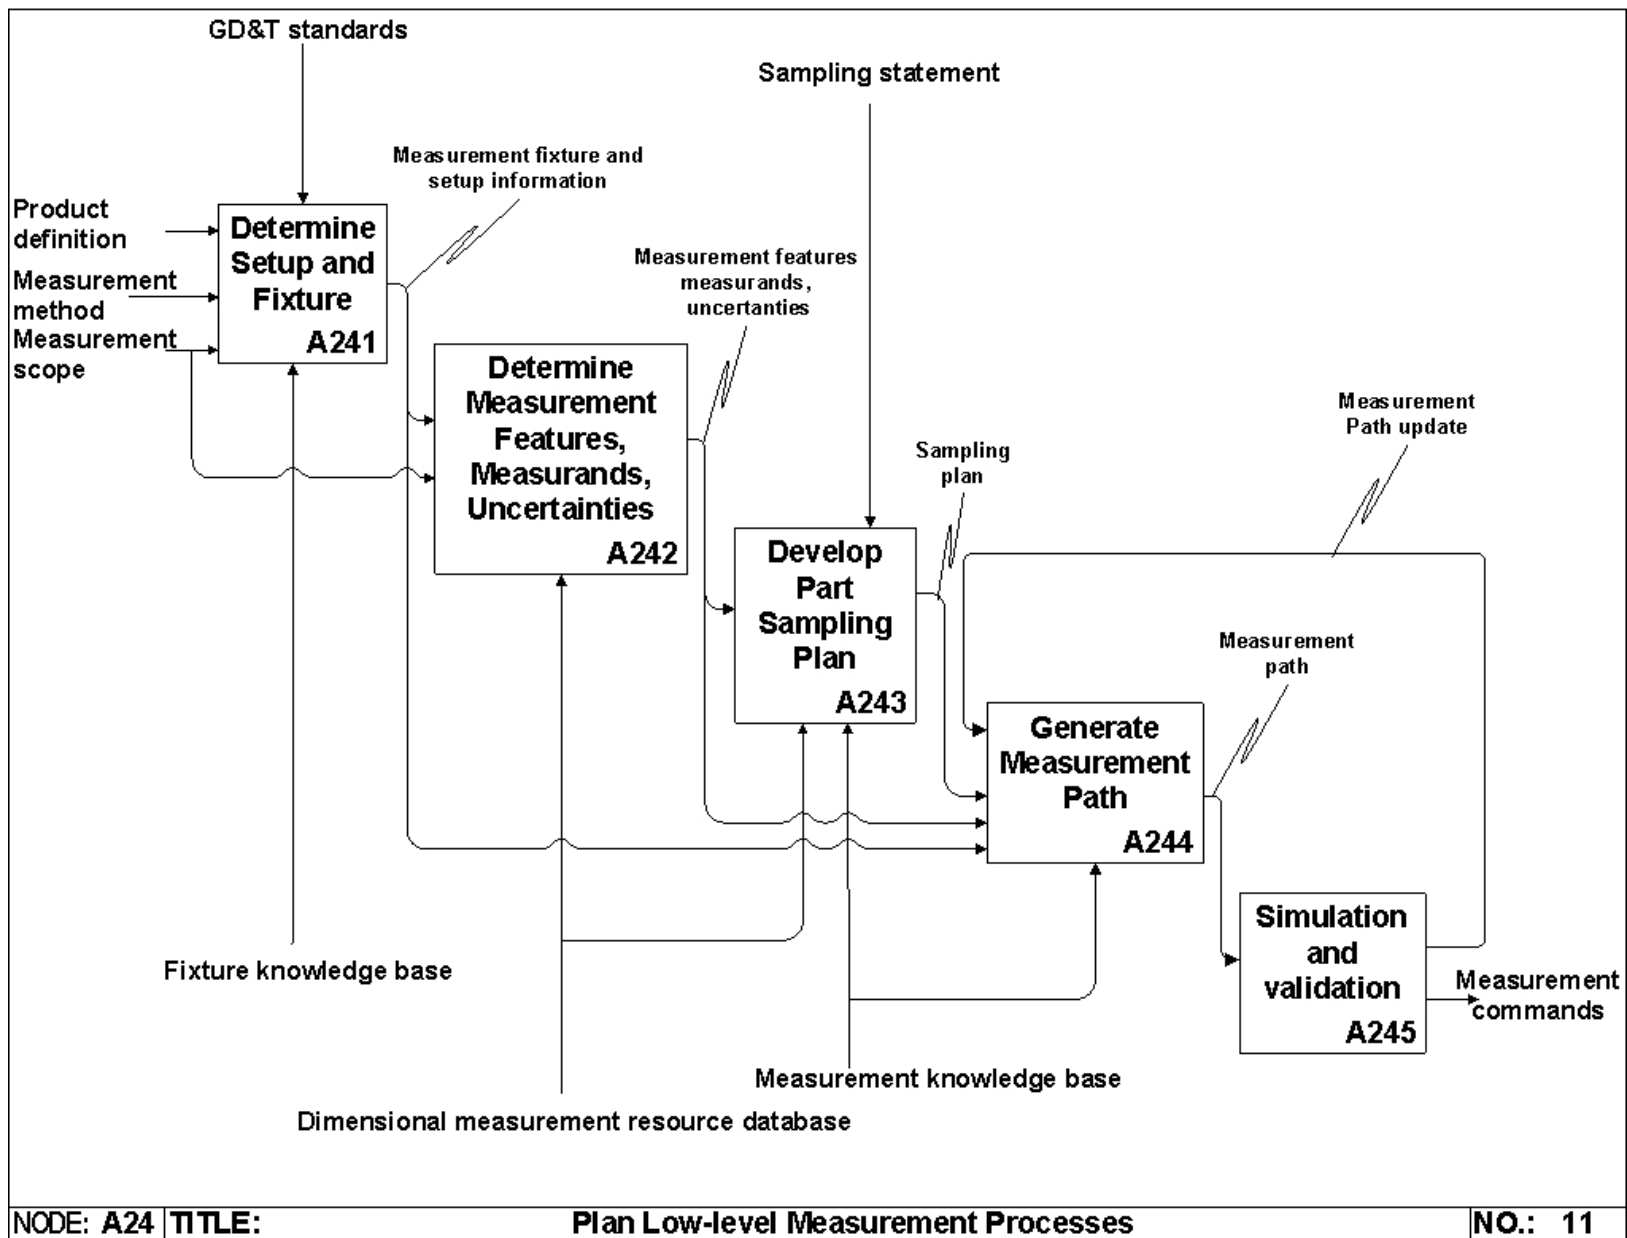 GD&T standards
Sampling statement
Measurement fixture and
setup information
Product
definition
Measurement
method
Measurement
scope
Determine
Setup and
Fixture
A241
Measurement features
measurands,
uncertanties
Determine
Measurement
Features,
Measurands,
Uncertainties
A242
Measurement
Path update
Sampling
plan
Develop
Part
Sampling
Plan
A243
Measurement
path
Generate
Measurement
Path
A244
Simulation
and
validation
A245
Measurement
commands
Fixture knowledge base
Measurement knowledge base
Dimensional measurement resource database
NODE: A24 TITLE: Plan Low-level Measurement Processes NO.: 11